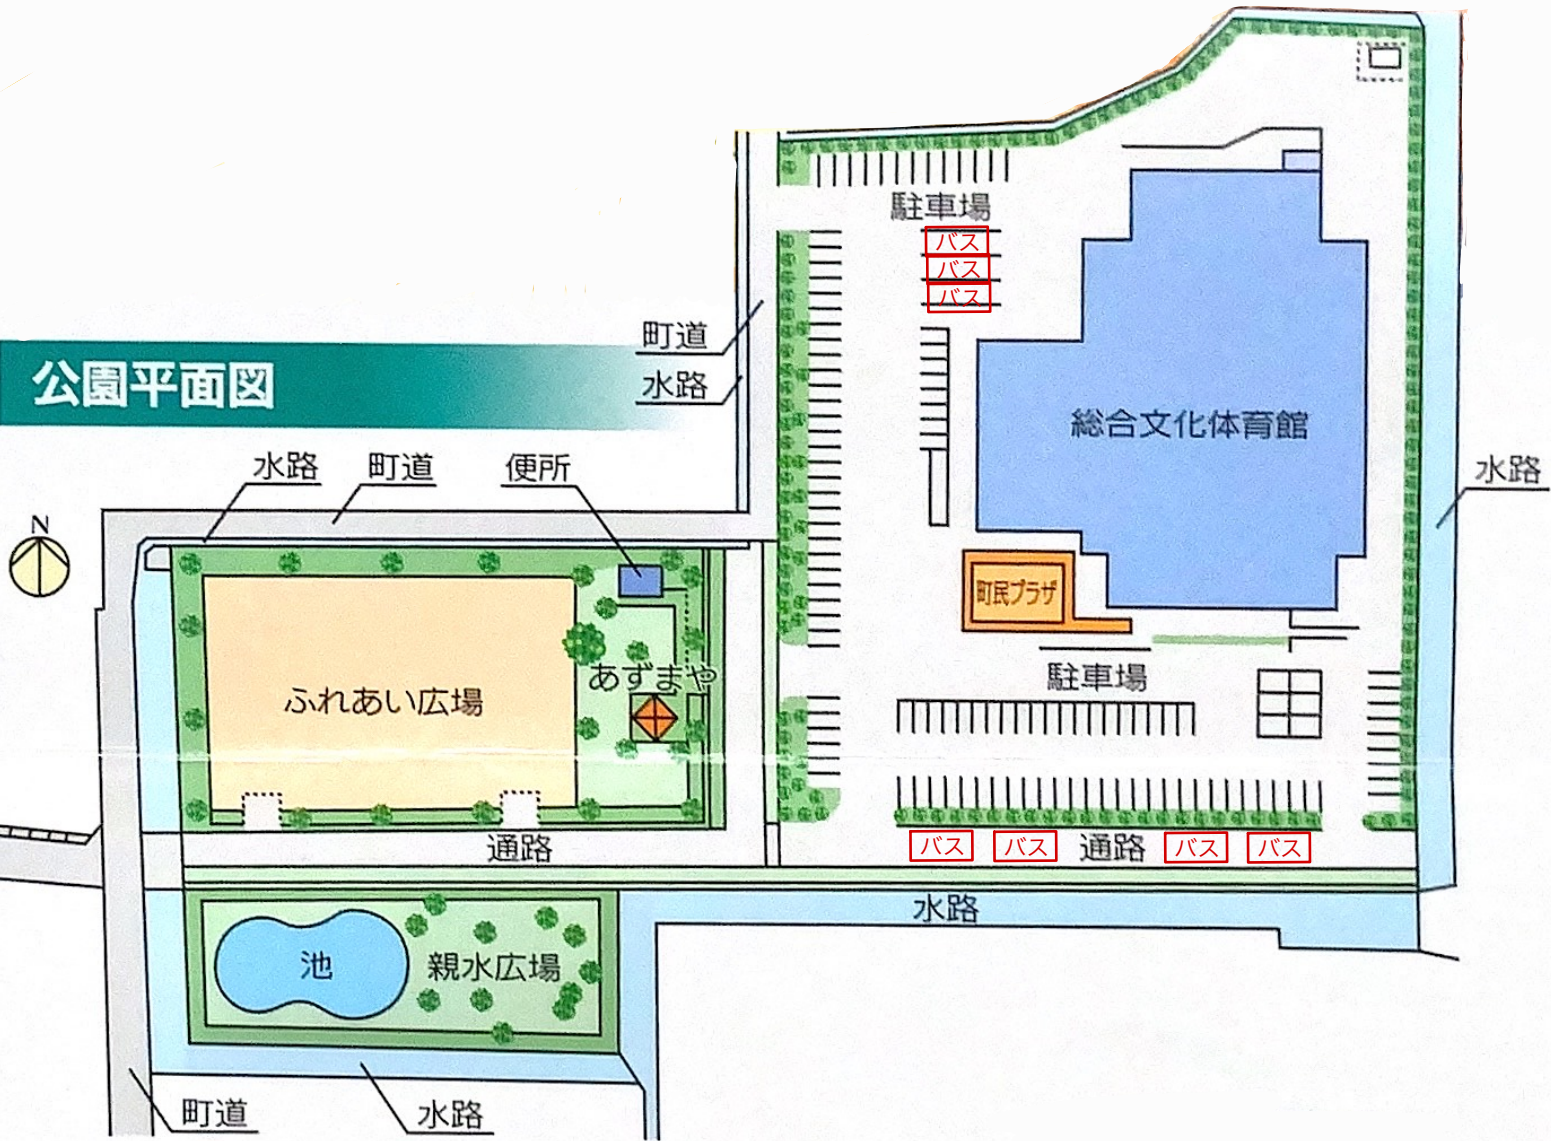 駐車場
バス
バス
バス
町道
水路
公園平面図
総合文化体育館
水路
町道
便所
水路
N
町民プラザ
あずまや
駐車場
ふれあい広場
通路
バス
バス
通路
バス
バス
水路
池
親水広場
町道
水路